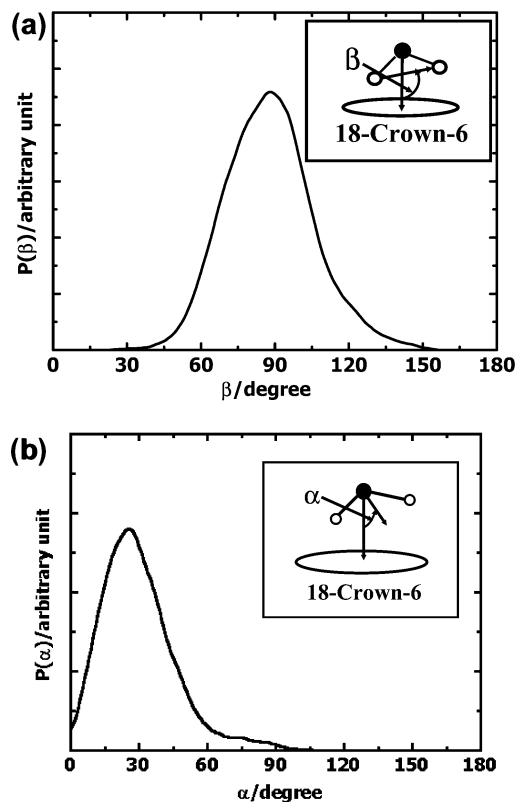 (a)
P(β)/arbitrary unit
β
18-Crown-6
0 30 60 90 120 150 180
β/degree
(b)
P(α)/arbitrary unit
α
18-Crown-6
0 30 60 90 120 150 180
α/degree